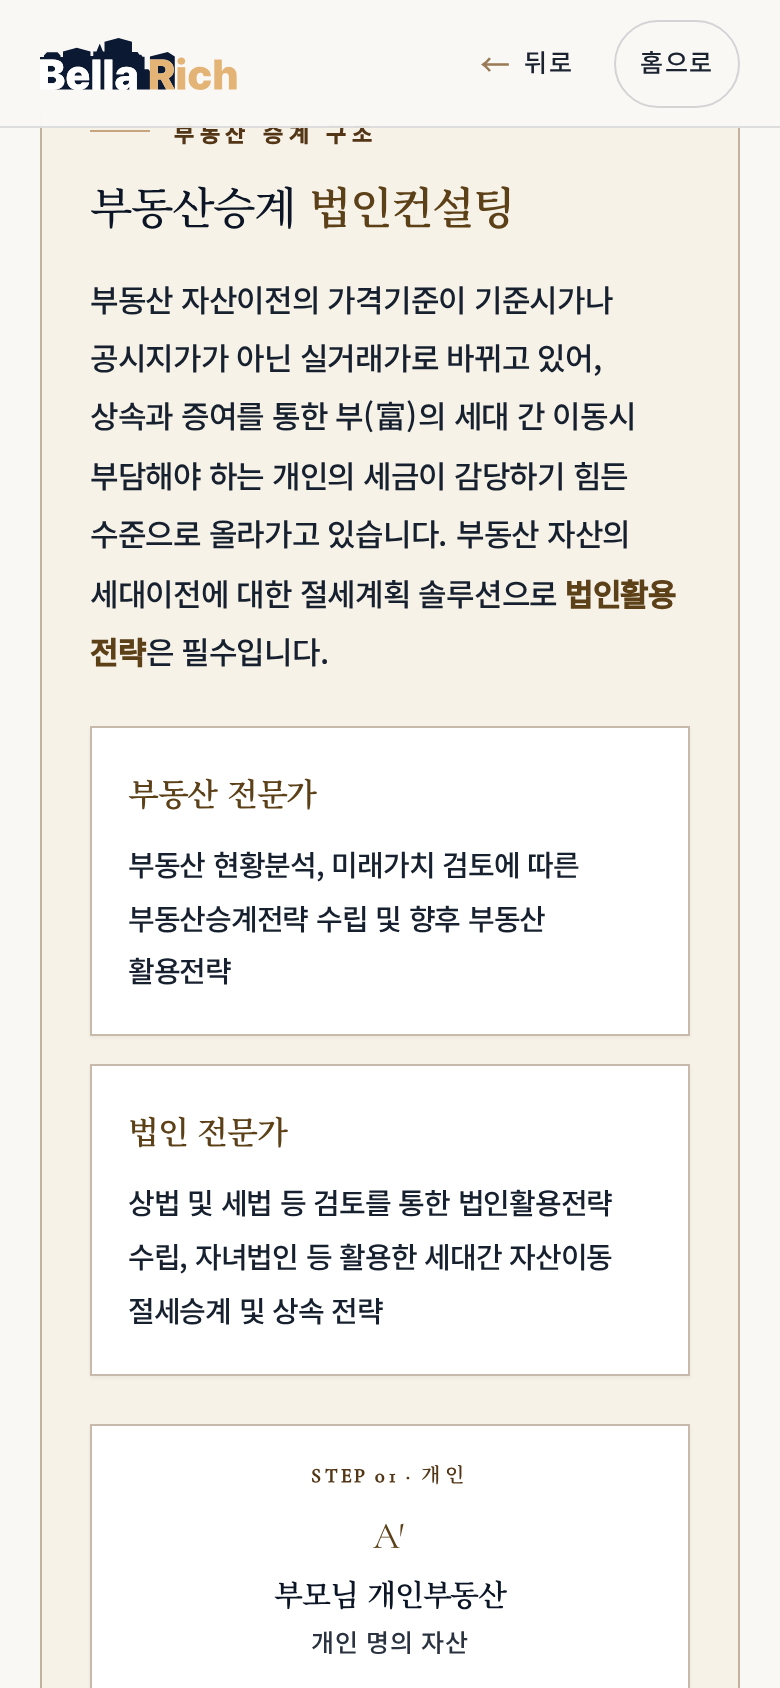 Bella Rich
← 뒤로
홈으로
부동산 승계 구조
부동산승계 법인컨설팅
부동산 자산이전의 가격기준이 기준시가나
공시지가가 아닌 실거래가로 바뀌고 있어,
상속과 증여를 통한 부(富)의 세대 간 이동시
부담해야 하는 개인의 세금이 감당하기 힘든
수준으로 올라가고 있습니다. 부동산 자산의
세대이전에 대한 절세계획 솔루션으로 법인활용
전략은 필수입니다.
부동산 전문가
부동산 현황분석, 미래가치 검토에 따른
부동산승계전략 수립 및 향후 부동산
활용전략
법인 전문가
상법 및 세법 등 검토를 통한 법인활용전략
수립, 자녀법인 등 활용한 세대간 자산이동
절세승계 및 상속 전략
STEP 01 · 개인
A′
부모님 개인부동산
개인 명의 자산